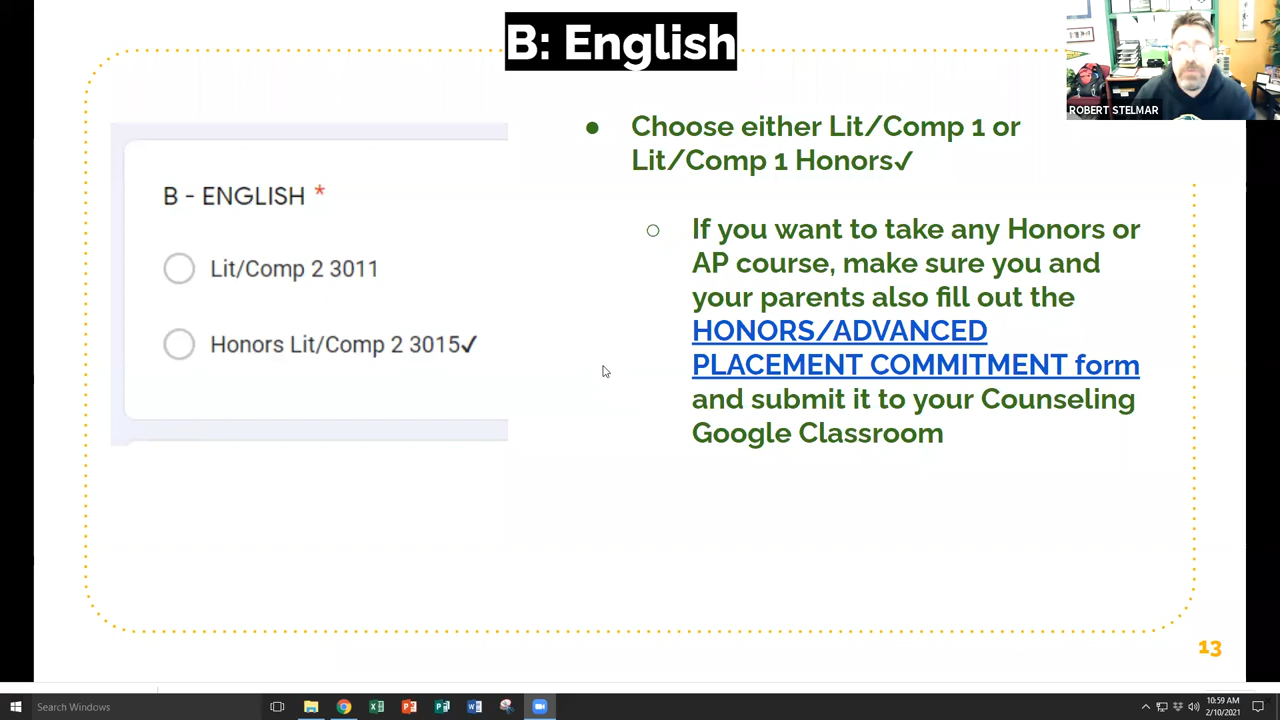 B: English
ROBERT STELMAR
B - ENGLISH *
Lit/Comp 2 3011
Honors Lit/Comp 2 3015✓
● Choose either Lit/Comp 1 or
Lit/Comp 1 Honors✓
○ If you want to take any Honors or
AP course, make sure you and
your parents also fill out the
HONORS/ADVANCED
PLACEMENT COMMITMENT form
and submit it to your Counseling
Google Classroom
13
Search Windows
10:59 AM
2/10/2021